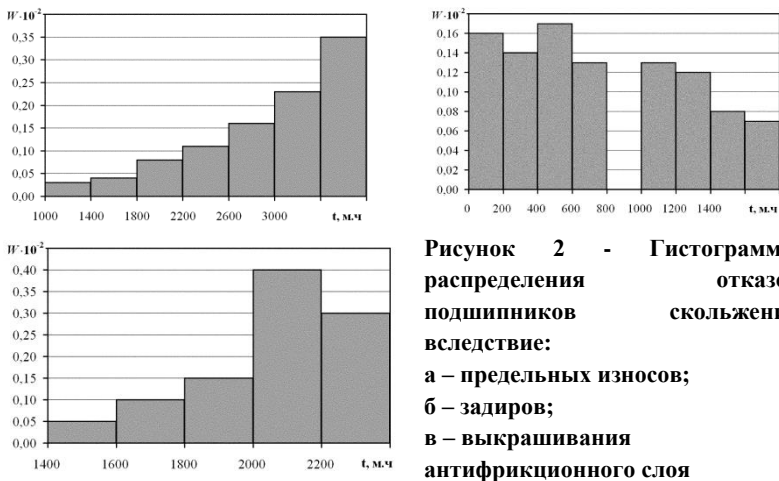 W·10⁻²
0,35
0,30
0,25
0,20
0,15
0,10
0,05
0,00
1000 1400 1800 2200 2600 3000 t, м.ч
W·10⁻²
0,16
0,14
0,12
0,10
0,08
0,06
0,04
0,02
0,00
0 200 400 600 800 1000 1200 1400 t, м.ч
W·10⁻²
0,40
0,35
0,30
0,25
0,20
0,15
0,10
0,05
0,00
1400 1600 1800 2000 2200 t, м.ч
Рисунок 2 - Гистограмм
распределения отказо
подшипников скольжени
вследствие:
а – предельных износов;
б – задиров;
в – выкрашивания
антифрикционного слоя